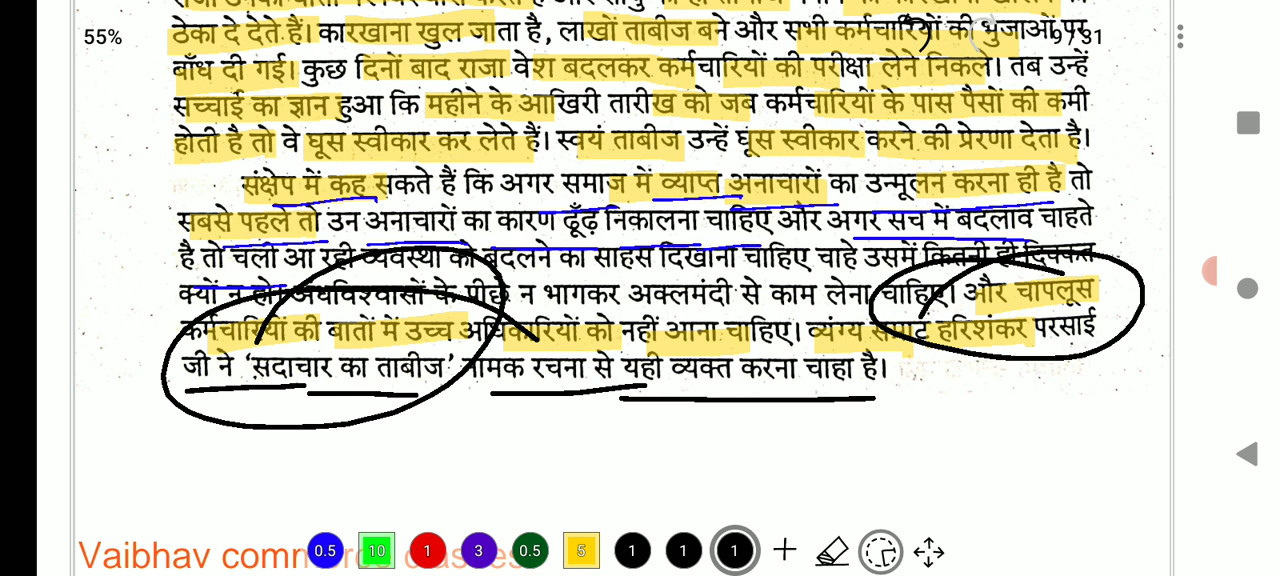 55%
ठेका दे देते हैं। कारखाना खुल जाता है, लाखों ताबीज बने और सभी कर्मचारियों की भुजाओं पर
बाँध दी गई। कुछ दिनों बाद राजा वेश बदलकर कर्मचारियों की परीक्षा लेने निकले। तब उन्हें
सच्चाई का ज्ञान हुआ कि महीने के आखिरी तारीख को जब कर्मचारियों के पास पैसों की कमी
होती है तो वे घूस स्वीकार कर लेते हैं। स्वयं ताबीज उन्हें घूस स्वीकार करने की प्रेरणा देता है।
संक्षेप में कह सकते हैं कि अगर समाज में व्याप्त अनाचारों का उन्मूलन करना ही है तो
सबसे पहले तो उन अनाचारों का कारण ढूँढ़ निकालना चाहिए और अगर सच में बदलाव चाहते
है तो चली आ रही व्यवस्था को बदलने का साहस दिखाना चाहिए चाहे उसमें कितनी ही दिक्कत
क्यों न हो। अंधविश्वासों के पीछे न भागकर अक्लमंदी से काम लेना चाहिए। और चापलूस
कर्मचारियों की बातों में उच्च अधिकारियों को नहीं आना चाहिए। व्यंग्य सम्राट हरिशंकर परसाई
जी ने ‘सदाचार का ताबीज’ नामक रचना से यही व्यक्त करना चाहा है।
Vaibhav
0.5 10 1 3 0.5 5 1 1 1